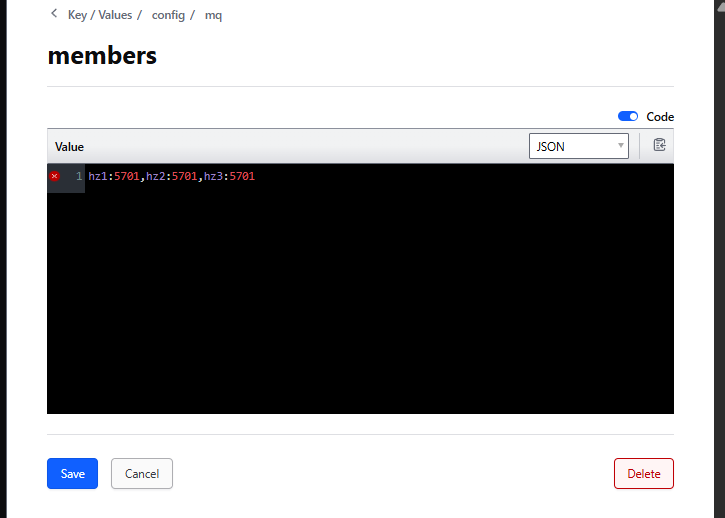 Key / Values / config / mq
members
Code
Value JSON
1 hz1:5701,hz2:5701,hz3:5701
Save Cancel Delete